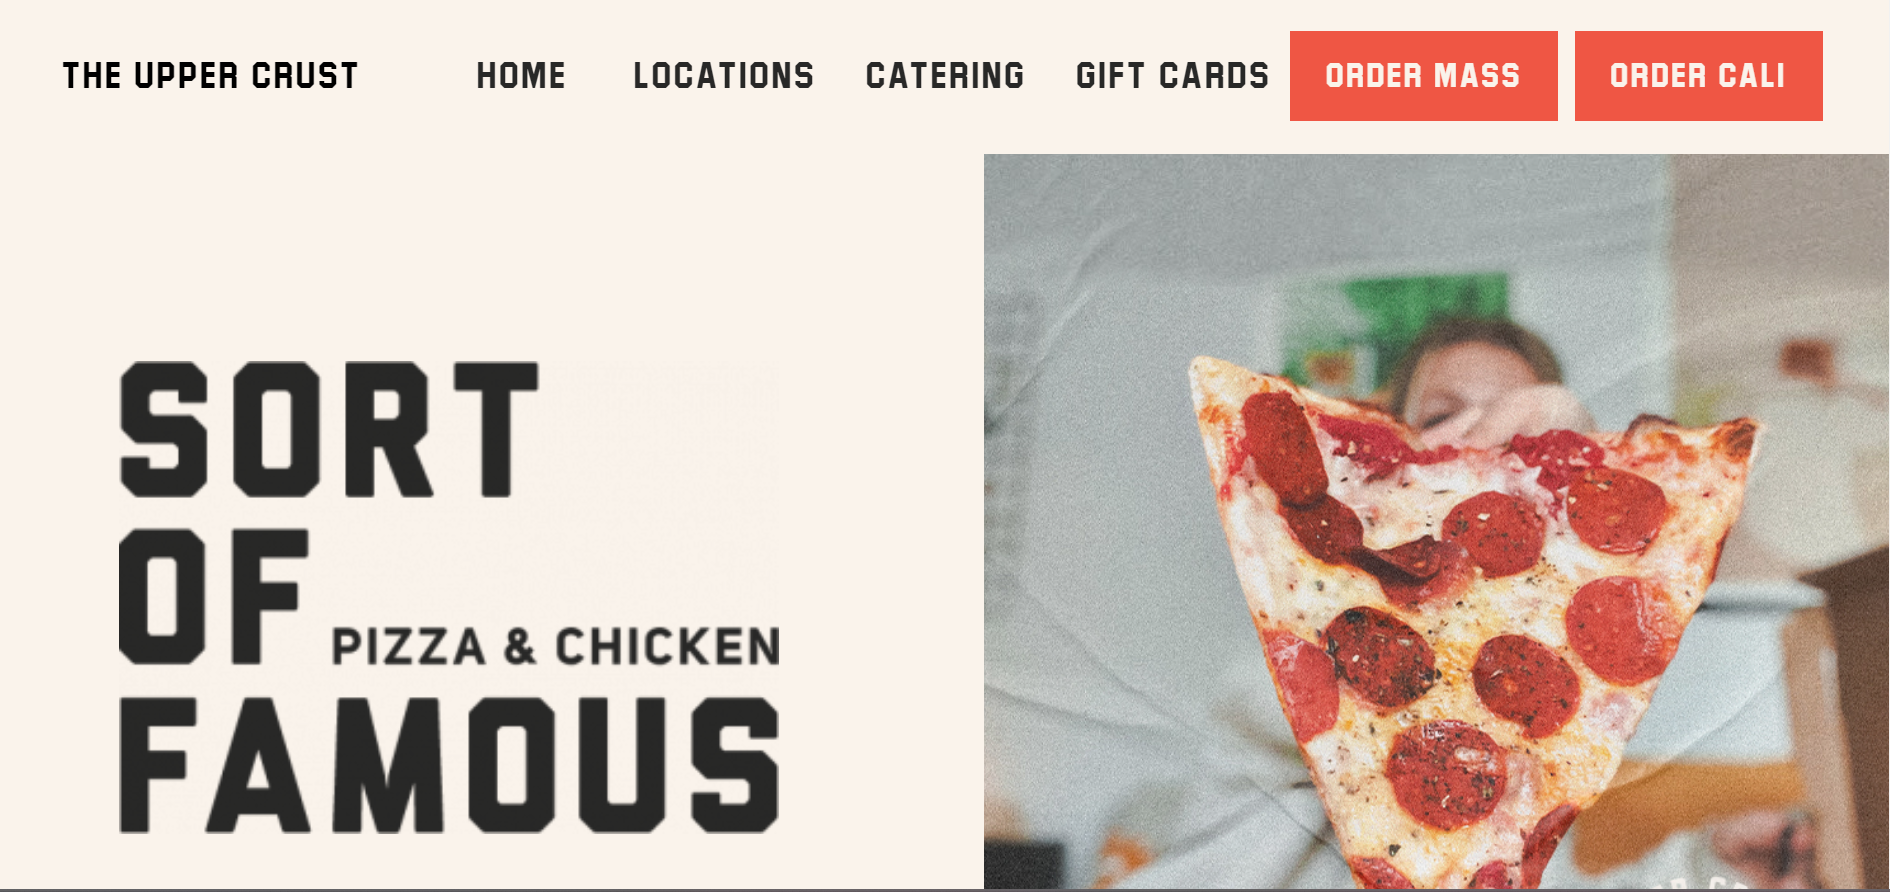 THE UPPER CRUST HOME LOCATIONS CATERING GIFT CARDS ORDER MASS ORDER CALI
SORT
OF PIZZA & CHICKEN
FAMOUS